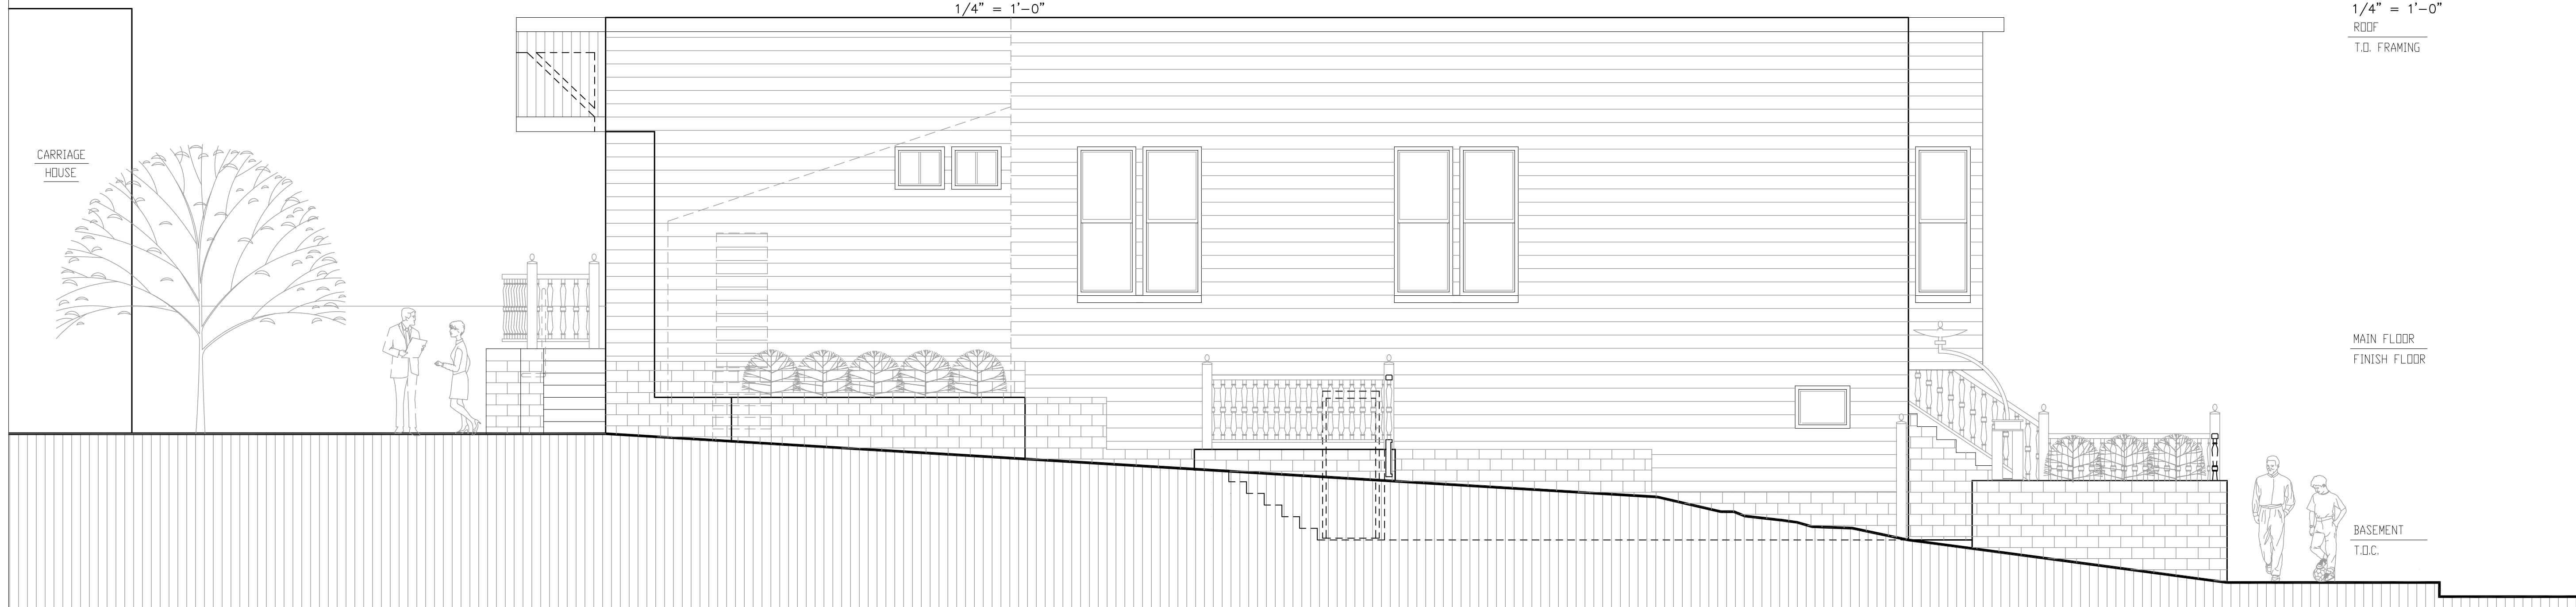 1/4" = 1'-0"
1/4" = 1'-0"
ROOF
T.O. FRAMING
CARRIAGE
HOUSE
MAIN FLOOR
FINISH FLOOR
BASEMENT
T.O.C.